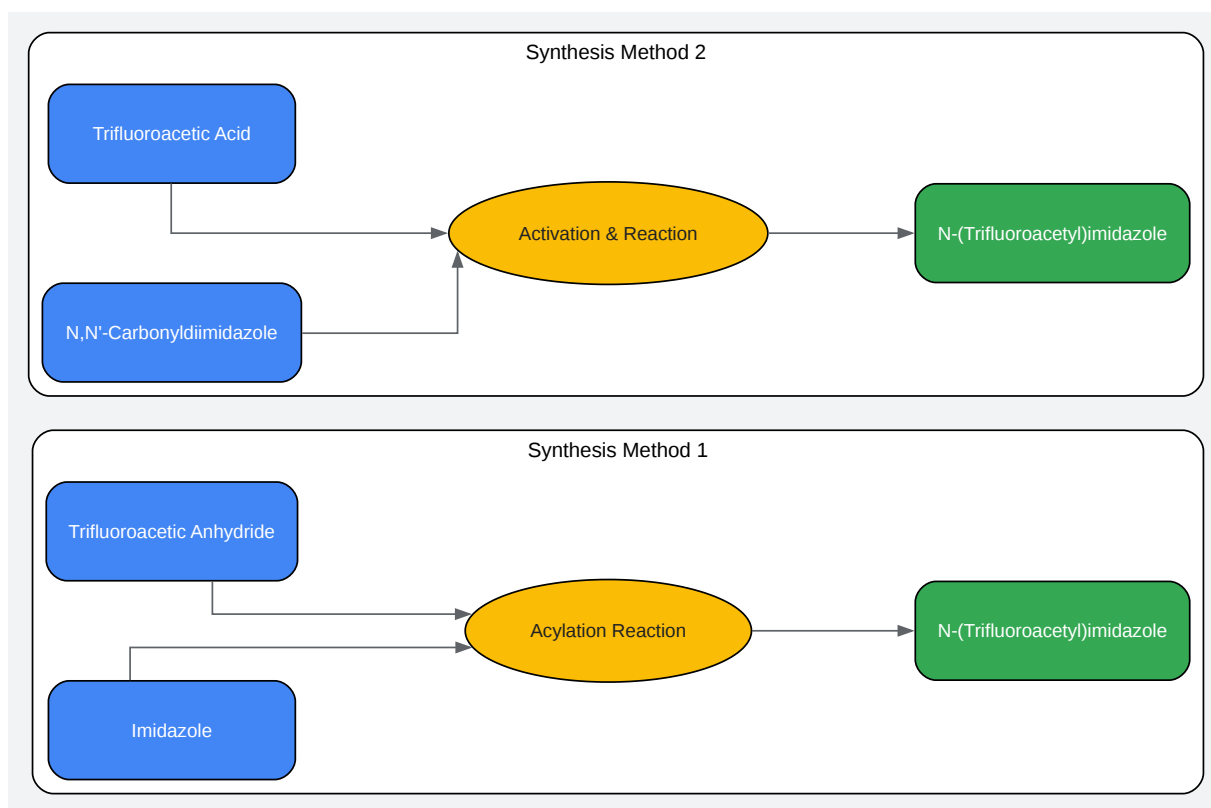 Synthesis Method 2
Trifluoroacetic Acid
Activation & Reaction
N-(Trifluoroacetyl)imidazole
N,N'-Carbonyldiimidazole
Synthesis Method 1
Trifluoroacetic Anhydride
Acylation Reaction
N-(Trifluoroacetyl)imidazole
Imidazole